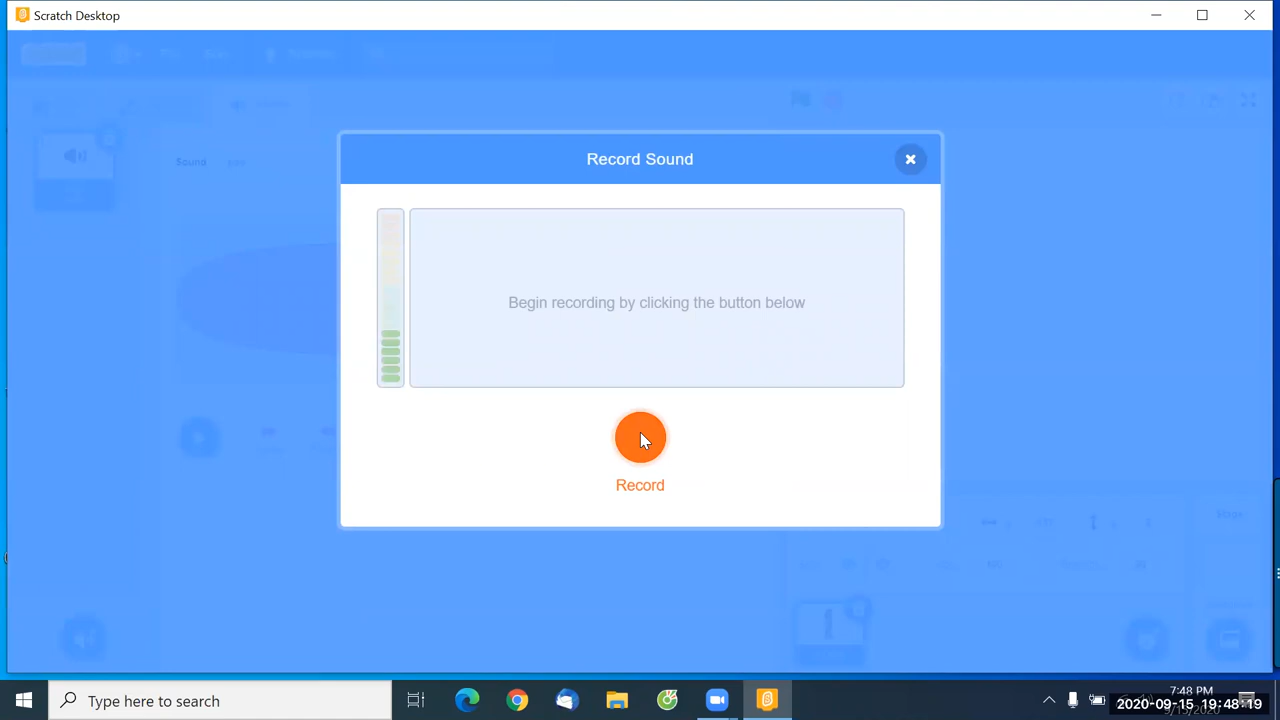 Scratch Desktop
Record Sound
Sound
Begin recording by clicking the button below
Record
Type here to search
7:48 PM
2020-09-15 19:48:19